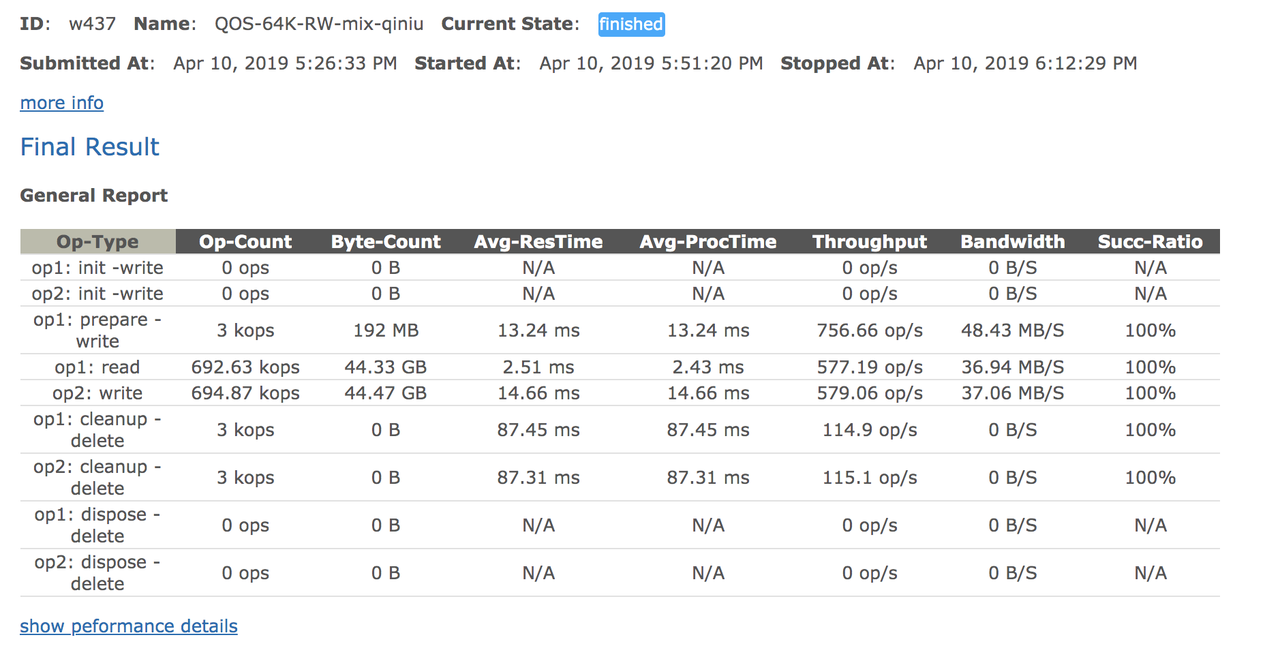 ID: w437 Name: QOS-64K-RW-mix-qiniu Current State: finished
Submitted At: Apr 10, 2019 5:26:33 PM Started At: Apr 10, 2019 5:51:20 PM Stopped At: Apr 10, 2019 6:12:29 PM
more info
Final Result
General Report
Op-Type Op-Count Byte-Count Avg-ResTime Avg-ProcTime Throughput Bandwidth Succ-Ratio
op1: init -write 0 ops 0 B N/A N/A 0 op/s 0 B/S N/A
op2: init -write 0 ops 0 B N/A N/A 0 op/s 0 B/S N/A
op1: prepare -
write 3 kops 192 MB 13.24 ms 13.24 ms 756.66 op/s 48.43 MB/S 100%
op1: read 692.63 kops 44.33 GB 2.51 ms 2.43 ms 577.19 op/s 36.94 MB/S 100%
op2: write 694.87 kops 44.47 GB 14.66 ms 14.66 ms 579.06 op/s 37.06 MB/S 100%
op1: cleanup -
delete 3 kops 0 B 87.45 ms 87.45 ms 114.9 op/s 0 B/S 100%
op2: cleanup -
delete 3 kops 0 B 87.31 ms 87.31 ms 115.1 op/s 0 B/S 100%
op1: dispose -
delete 0 ops 0 B N/A N/A 0 op/s 0 B/S N/A
op2: dispose -
delete 0 ops 0 B N/A N/A 0 op/s 0 B/S N/A
show peformance details